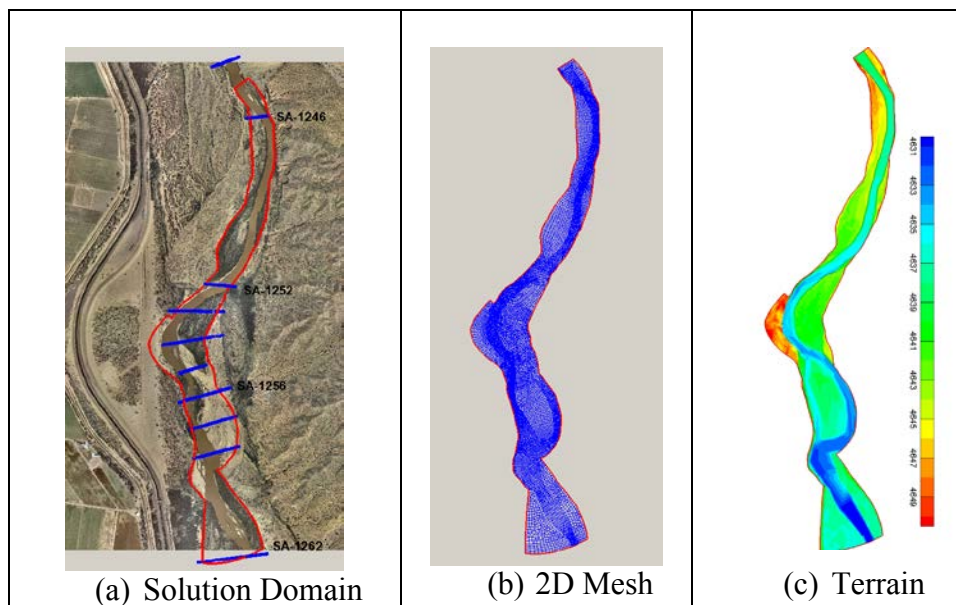 SA-1246
SA-1252
SA-1256
SA-1262
4631
4633
4635
4637
4639
4641
4643
4645
4647
4649
(a) Solution Domain
(b) 2D Mesh
(c) Terrain